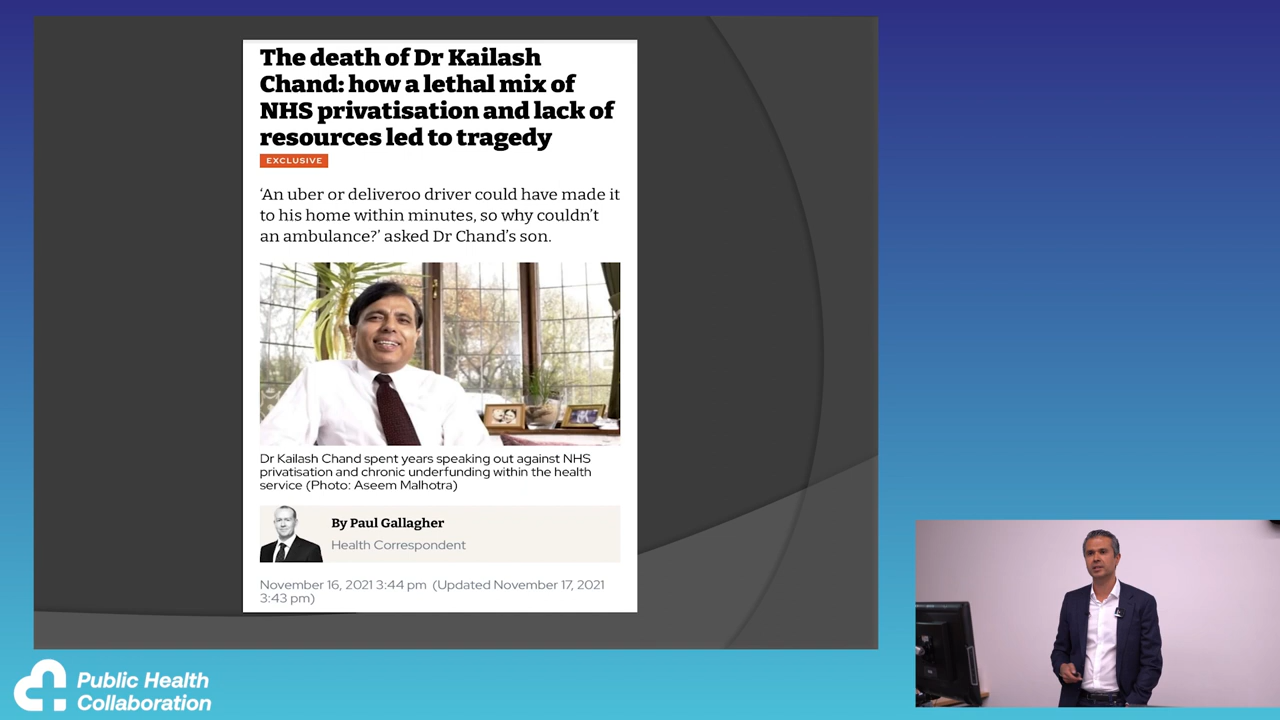 The death of Dr Kailash
Chand: how a lethal mix of
NHS privatisation and lack of
resources led to tragedy
EXCLUSIVE
‘An uber or deliveroo driver could have made it
to his home within minutes, so why couldn’t
an ambulance?’ asked Dr Chand’s son.
Dr Kailash Chand spent years speaking out against NHS
privatisation and chronic underfunding within the health
service (Photo: Aseem Malhotra)
By Paul Gallagher
Health Correspondent
November 16, 2021 3:44 pm (Updated November 17, 2021
3:43 pm)
Public Health
Collaboration